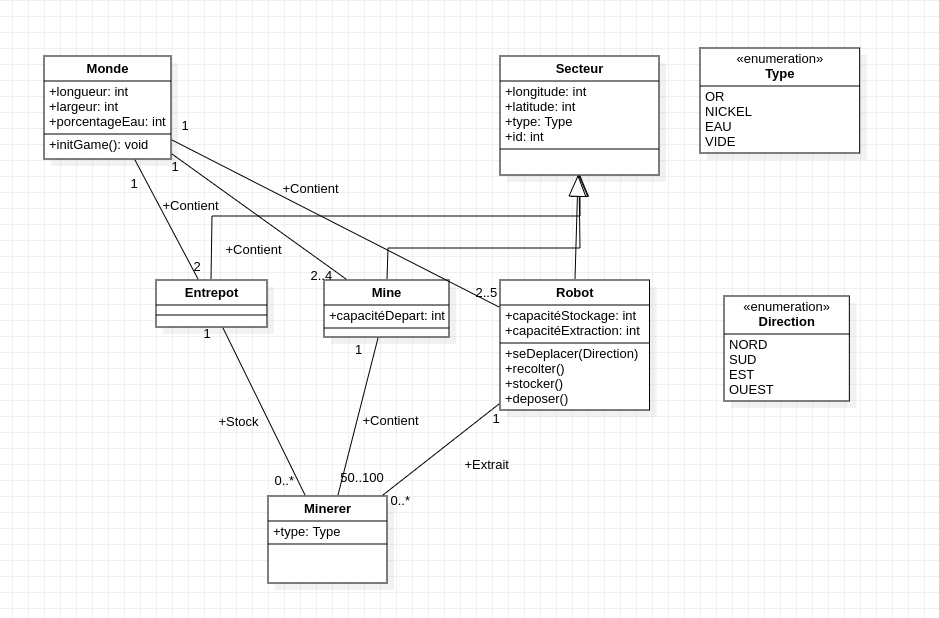 Monde
+longueur: int
+largeur: int
+porcentageEau: int
+initGame(): void
Secteur
+longitude: int
+latitude: int
+type: Type
+id: int
«enumeration»
Type
OR
NICKEL
EAU
VIDE
1
1
1
+Contient
+Contient
+Contient
2
2..4
2..5
Entrepot
Mine
+capacitéDepart: int
Robot
+capacitéStockage: int
+capacitéExtraction: int
+seDeplacer(Direction)
+recolter()
+stocker()
+deposer()
«enumeration»
Direction
NORD
SUD
EST
OUEST
1
1
1
+Stock
+Contient
+Extrait
0..*
50..100
0..*
Minerer
+type: Type